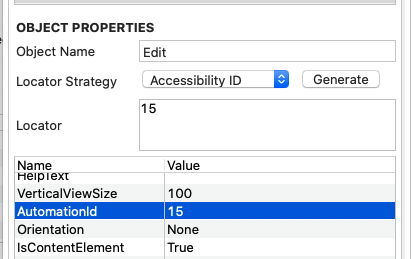 OBJECT PROPERTIES
Object Name Edit
Locator Strategy Accessibility ID Generate
Locator 15
Name Value
HelpText
VerticalViewSize 100
AutomationId 15
Orientation None
IsContentElement True